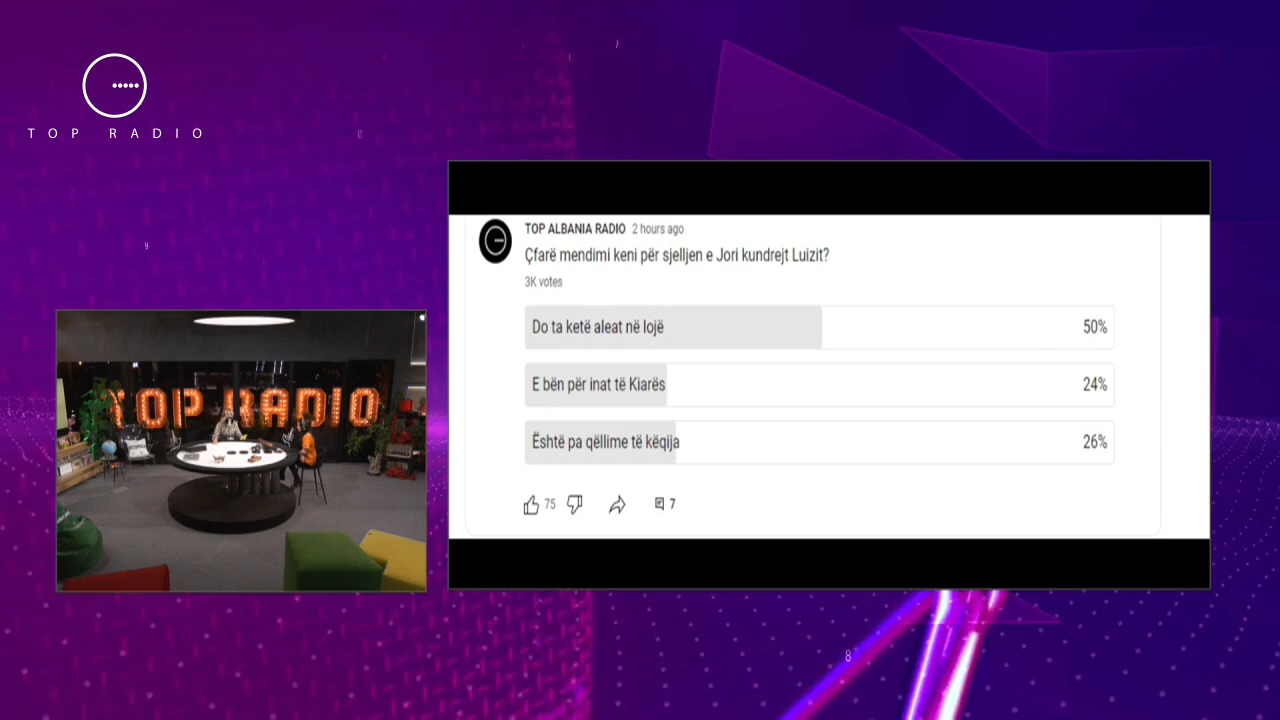 TOP RADIO
TOP ALBANIA RADIO 2 hours ago
Çfarë mendimi keni për sjelljen e Jori kundrejt Luizit?
3K votes
Do ta ketë aleat në lojë 50%
E bën për inat të Kiarës 24%
Është pa qëllime të këqija 26%
75 7
TOP RADIO
8